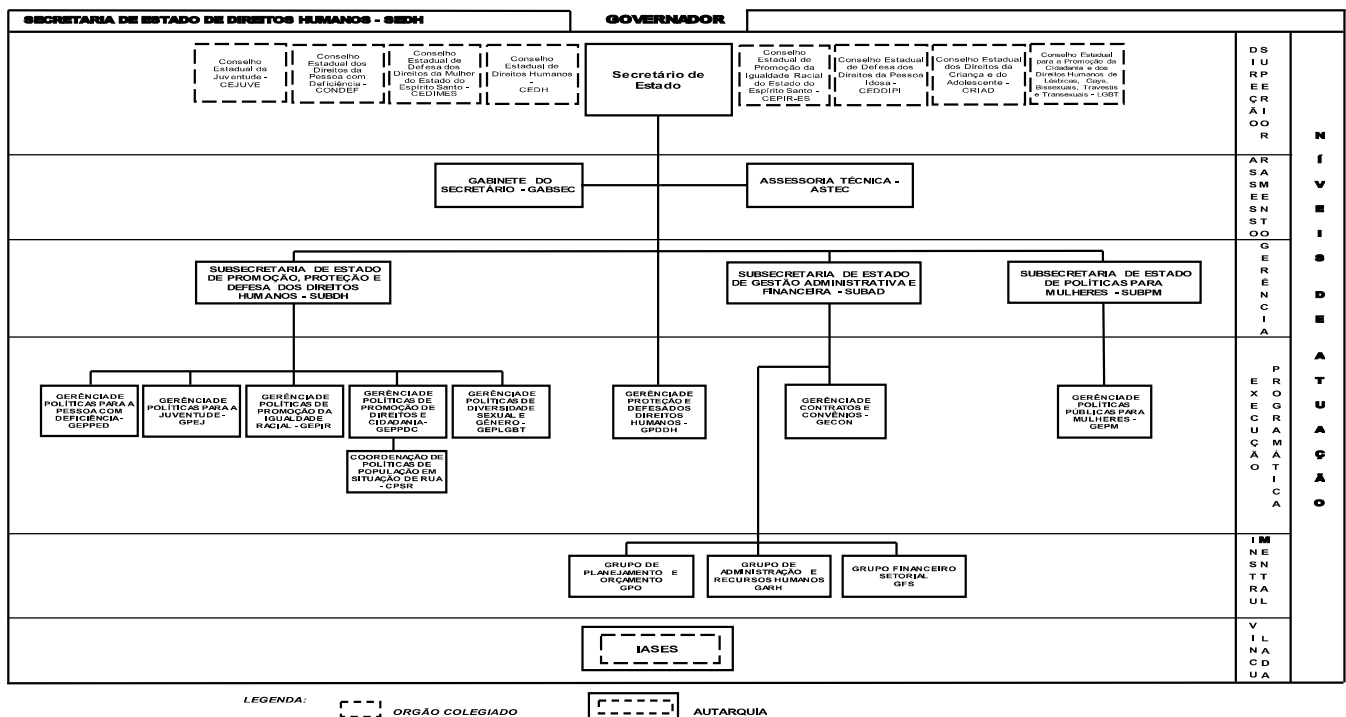 SECRETARIA DE ESTADO DE DIREITOS HUMANOS - SEDH
GOVERNADOR
Conselho
Estadual da
Juventude -
CEJUVE
Conselho
Estadual dos
Direitos da
Pessoa com
Deficiência -
CONDEF
Conselho
Estadual de
Defesa dos
Direitos da Mulher
do Estado do
Espírito Santo -
CEDIMES
Conselho
Estadual de
Direitos Humanos -
CEDH
Secretário de
Estado
Conselho
Estadual de
Promoção da
Igualdade Racial
do Estado do
Espírito Santo -
CEPIR-ES
Conselho Estadual
de Defesa dos
Direitos da Pessoa
Idosa -
CEDDIPI
Conselho Estadual
dos Direitos da
Criança e do
Adolescente -
CRIAD
Conselho Estadual
para a Promoção da
Cidadania e dos
Direitos Humanos de
Lésbicas, Gays,
Bissexuais, Travestis
e Transexuais - LGBT
DIREÇÃO
SUPERIOR
GABINETE DO
SECRETÁRIO - GABSEC
ASSESSORIA TÉCNICA -
ASTEC
ASSESSO
RAMENTO
SUBSECRETARIA DE ESTADO
DE PROMOÇÃO, PROTEÇÃO E
DEFESA DOS DIREITOS
HUMANOS - SUBDH
SUBSECRETARIA DE ESTADO
DE GESTÃO ADMINISTRATIVA E
FINANCEIRA - SUBAD
SUBSECRETARIA DE ESTADO
DE POLÍTICAS PARA
MULHERES - SUBPM
GERÊNCIA
GERÊNCIA DE
POLÍTICAS PARA A
PESSOA COM
DEFICIÊNCIA-
GEPPED
GERÊNCIA DE
POLÍTICAS PARA A
JUVENTUDE -
GPEJ
GERÊNCIA DE
POLÍTICAS DE
PROMOÇÃO DA
IGUALDADE
RACIAL - GEPIR
GERÊNCIA DE
POLÍTICAS DE
PROMOÇÃO DE
DIREITOS E
CIDADANIA-
GEPPDC
GERÊNCIA DE
POLÍTICAS DE
DIVERSIDADE
SEXUAL E
GÊNERO -
GEPLGBT
GERÊNCIA DE
PROTEÇÃO E
DEFESADOS
DIREITOS
HUMANOS -
GPDDH
GERÊNCIA DE
CONTRATOS E
CONVÊNIOS -
GECON
GERÊNCIA DE
POLÍTICAS
PÚBLICAS PARA
MULHERES -
GEPM
COORDENAÇÃO DE
POLÍTICAS DE
POPULAÇÃO EM
SITUAÇÃO DE RUA
- CPSR
EXECUÇÃO
PROGRAMÁTICA
GRUPO DE
PLANEJAMENTO E
ORÇAMENTO
GPO
GRUPO DE
ADMINISTRAÇÃO E
RECURSOS HUMANOS
GARH
GRUPO FINANCEIRO
SETORIAL
GFS
INSTRU
MENTAL
IASES
VINCU
LADA
NÍVEIS DE ATUAÇÃO
LEGENDA:
ORGÃO COLEGIADO
AUTARQUIA